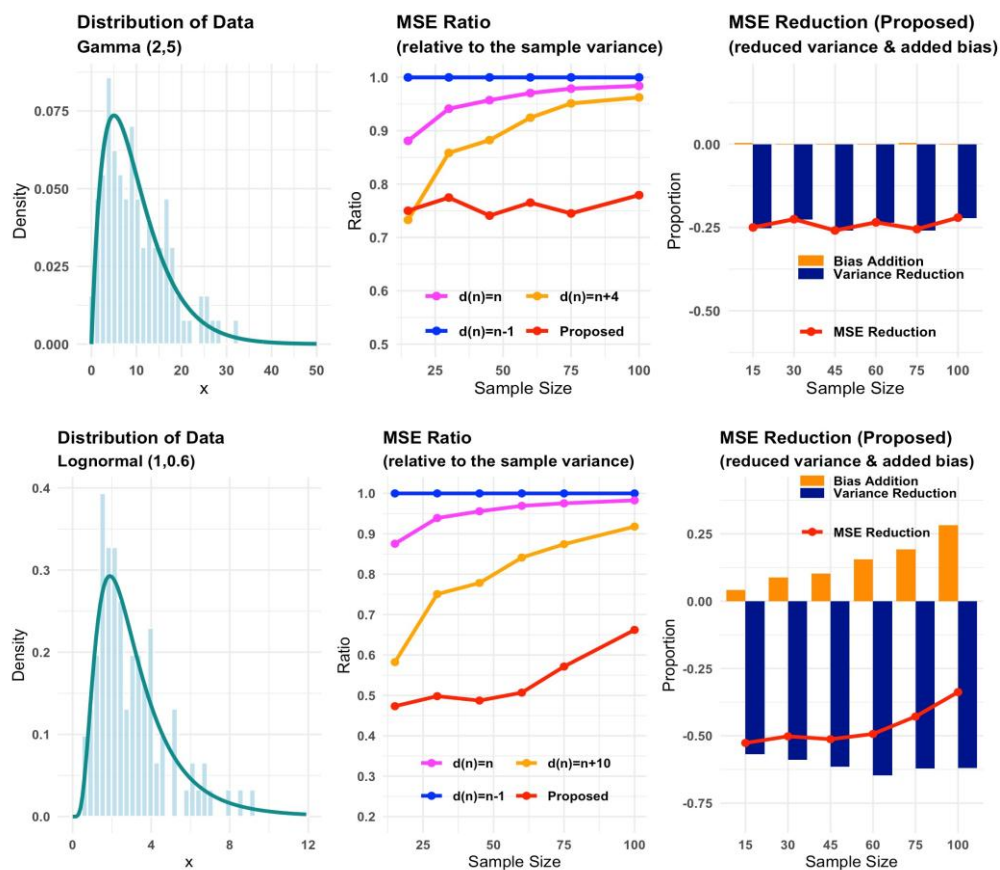 Distribution of Data
Gamma (2,5)
Density
0.075
0.050
0.025
0.000
0 10 20 30 40 50
x
MSE Ratio
(relative to the sample variance)
Ratio
1.0
0.9
0.8
0.7
0.6
0.5
d(n)=n d(n)=n+4
d(n)=n-1 Proposed
25 50 75 100
Sample Size
MSE Reduction (Proposed)
(reduced variance & added bias)
Proportion
0.00
-0.25
-0.50
Bias Addition
Variance Reduction
MSE Reduction
15 30 45 60 75 100
Sample Size
Distribution of Data
Lognormal (1,0.6)
Density
0.4
0.3
0.2
0.1
0.0
0 4 8 12
x
MSE Ratio
(relative to the sample variance)
Ratio
1.0
0.9
0.8
0.7
0.6
0.5
0.4
0.3
0.2
d(n)=n d(n)=n+10
d(n)=n-1 Proposed
25 50 75 100
Sample Size
MSE Reduction (Proposed)
(reduced variance & added bias)
Bias Addition
Variance Reduction
MSE Reduction
Proportion
0.25
0.00
-0.25
-0.50
-0.75
15 30 45 60 75 100
Sample Size